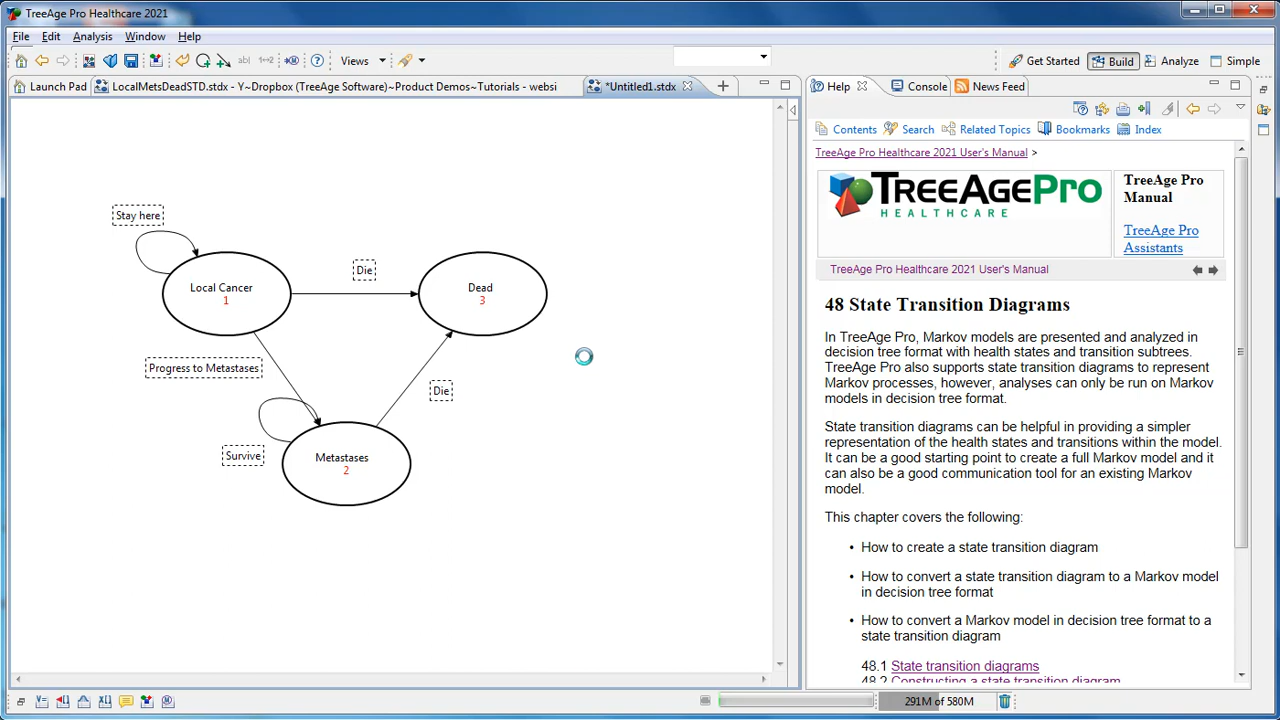 TreeAge Pro Healthcare 2021
File Edit Analysis Window Help
Views
Get Started Build Analyze Simple
Launch Pad LocalMetsDeadSTD.stdx - Y~Dropbox (TreeAge Software)~Product Demos~Tutorials - websi *Untitled1.stdx
Help Console News Feed
Contents Search Related Topics Bookmarks Index
TreeAge Pro Healthcare 2021 User's Manual >
TREEAGEPRO
HEALTHCARE
TreeAge Pro
Manual
TreeAge Pro
Assistants
TreeAge Pro Healthcare 2021 User's Manual
48 State Transition Diagrams
In TreeAge Pro, Markov models are presented and analyzed in
decision tree format with health states and transition subtrees.
TreeAge Pro also supports state transition diagrams to represent
Markov processes, however, analyses can only be run on Markov
models in decision tree format.
State transition diagrams can be helpful in providing a simpler
representation of the health states and transitions within the model.
It can be a good starting point to create a full Markov model and it
can also be a good communication tool for an existing Markov
model.
This chapter covers the following:
• How to create a state transition diagram
• How to convert a state transition diagram to a Markov model
in decision tree format
• How to convert a Markov model in decision tree format to a
state transition diagram
48.1 State transition diagrams
48.2 Constructing a state transition diagram
Stay here
Local Cancer
1
Die
Dead
3
Progress to Metastases
Die
Survive
Metastases
2
291M of 580M